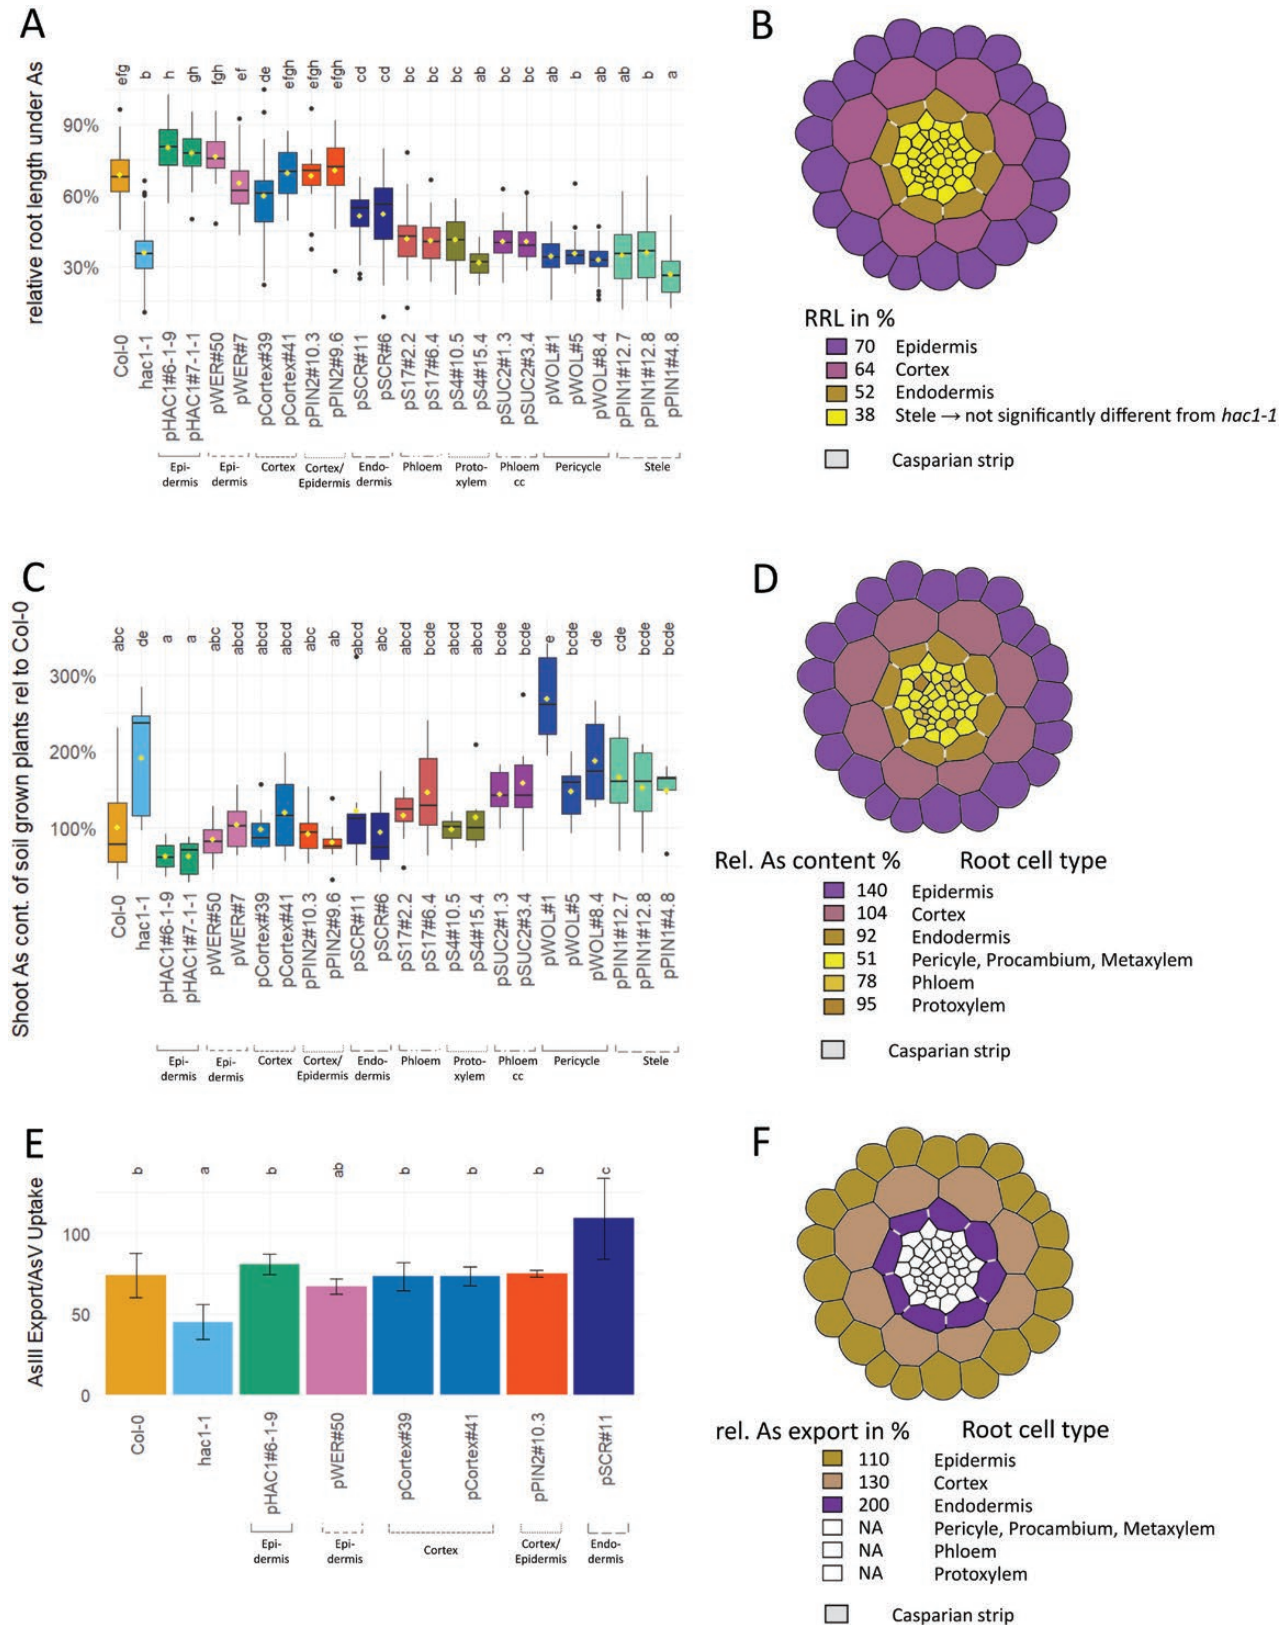 A
relative root length under As
efg b h gh fgh ef de efgh efgh efgh cd cd bc bc bc ab bc bc ab b ab ab b a
90%
60%
30%
Col-0
hac1-1
pHAC1#6-1-9
pHAC1#7-1-1
pWER#50
pWER#7
pCortex#39
pCortex#41
pPIN2#10.3
pPIN2#9.6
pSCR#11
pSCR#6
pS17#2.2
pS17#6.4
pS4#10.5
pS4#15.4
pSUC2#1.3
pSUC2#3.4
pWOL#1
pWOL#5
pWOL#8.4
pPIN1#12.7
pPIN1#12.8
pPIN1#4.8
Epi-
dermis
Epi-
dermis
Cortex
Cortex/
Epidermis
Endo-
dermis
Phloem
Proto-
xylem
Phloem
cc
Pericycle
Stele
B
RRL in %
70 Epidermis
64 Cortex
52 Endodermis
38 Stele → not significantly different from hac1-1
Casparian strip
C
Shoot As cont. of soil grown plants rel to Col-0
abc de a a abc abcd abcd abcd abc ab abcd abc abcd bcde abcd abcd bcde bcde e bcde de cde bcde bcde
300%
200%
100%
Col-0
hac1-1
pHAC1#6-1-9
pHAC1#7-1-1
pWER#50
pWER#7
pCortex#39
pCortex#41
pPIN2#10.3
pPIN2#9.6
pSCR#11
pSCR#6
pS17#2.2
pS17#6.4
pS4#10.5
pS4#15.4
pSUC2#1.3
pSUC2#3.4
pWOL#1
pWOL#5
pWOL#8.4
pPIN1#12.7
pPIN1#12.8
pPIN1#4.8
Epi-
dermis
Epi-
dermis
Cortex
Cortex/
Epidermis
Endo-
dermis
Phloem
Proto-
xylem
Phloem
cc
Pericycle
Stele
D
Rel. As content % Root cell type
140 Epidermis
104 Cortex
92 Endodermis
51 Pericyle, Procambium, Metaxylem
78 Phloem
95 Protoxylem
Casparian strip
E
AsIII Export/AsV Uptake
b a b ab b b b c
100
50
0
Col-0
hac1-1
pHAC1#6-1-9
pWER#50
pCortex#39
pCortex#41
pPIN2#10.3
pSCR#11
Epi-
dermis
Epi-
dermis
Cortex
Cortex/
Epidermis
Endo-
dermis
F
rel. As export in % Root cell type
110 Epidermis
130 Cortex
200 Endodermis
NA Pericyle, Procambium, Metaxylem
NA Phloem
NA Protoxylem
Casparian strip